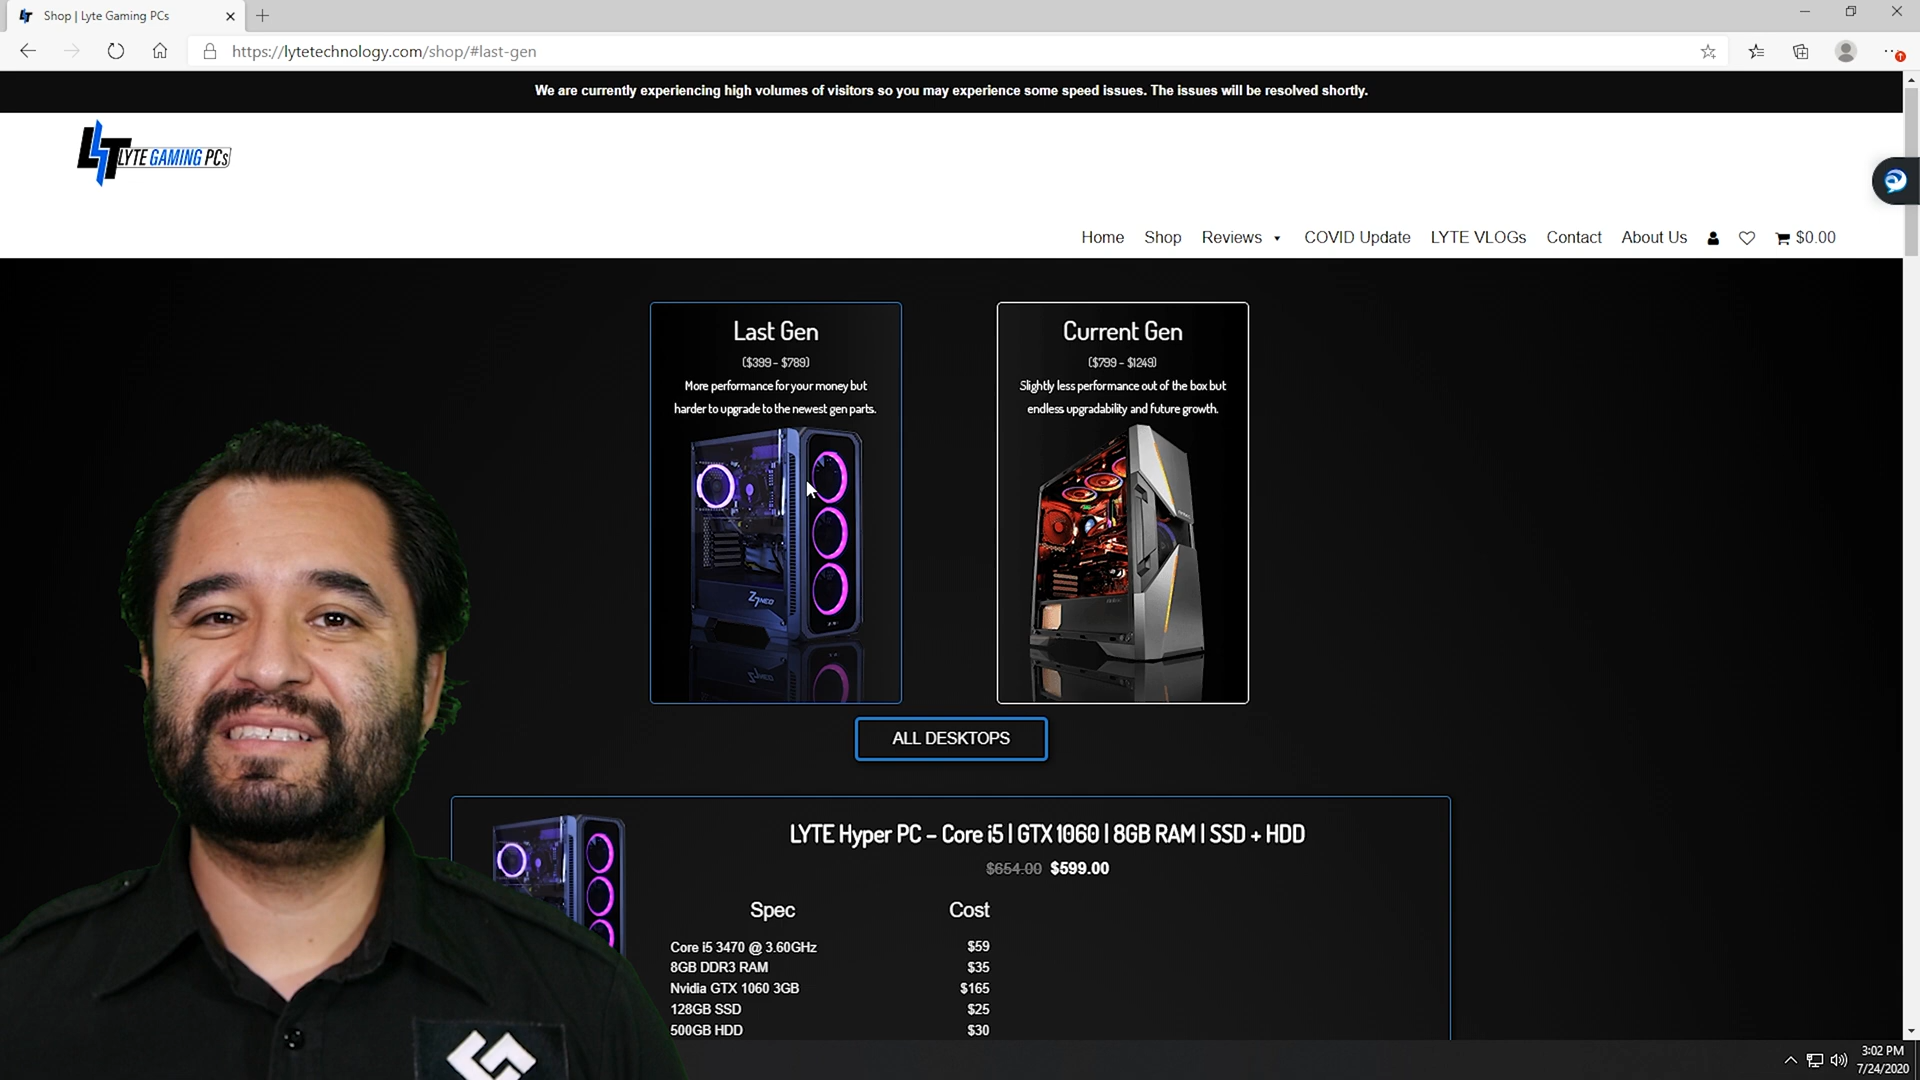 Shop | Lyte Gaming PCs
https://lytetechnology.com/shop/#last-gen
We are currently experiencing high volumes of visitors so you may experience some speed issues. The issues will be resolved shortly.
LYTE GAMING PCs
Home Shop Reviews COVID Update LYTE VLOGs Contact About Us $0.00
Last Gen
($399 - $789)
More performance for your money but
harder to upgrade to the newest gen parts.
Current Gen
($799 - $1249)
Slightly less performance out of the box but
endless upgradability and future growth.
ALL DESKTOPS
LYTE Hyper PC – Core i5 | GTX 1060 | 8GB RAM | SSD + HDD
$654.00 $599.00
Spec Cost
Core i5 3470 @ 3.60GHz $59
8GB DDR3 RAM $35
Nvidia GTX 1060 3GB $165
128GB SSD $25
500GB HDD $30
3:02 PM
7/24/2020